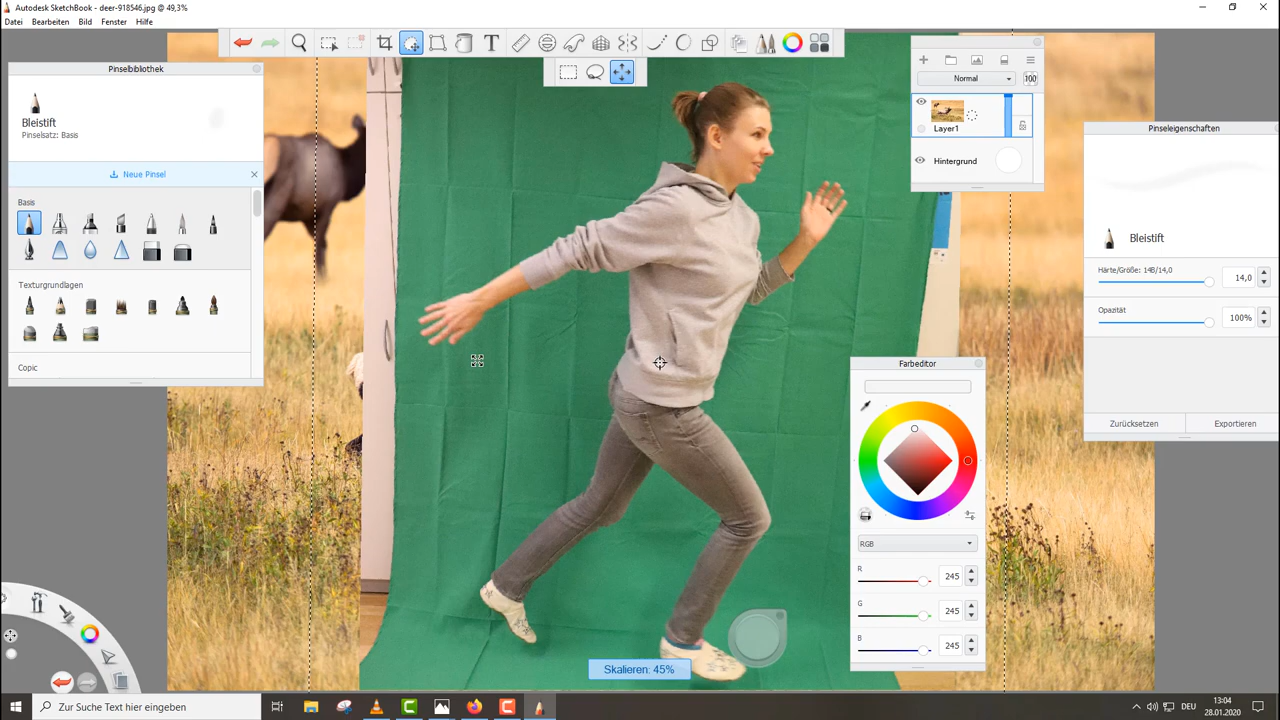 Autodesk SketchBook - deer-918546.jpg @ 49,3%
Datei Bearbeiten Bild Fenster Hilfe
Pinselbibliothek
Bleistift
Pinselsatz: Basis
Neue Pinsel
Basis
Texturgrundlagen
Copic
Normal
100
Layer1
Hintergrund
Pinseleigenschaften
Bleistift
Härte/Größe: 14B/14,0
14,0
Opazität
100%
Zurücksetzen Exportieren
Farbeditor
RGB
R
245
G
245
B
245
Skalieren: 45%
Zur Suche Text hier eingeben
DEU
13:04
28.01.2020